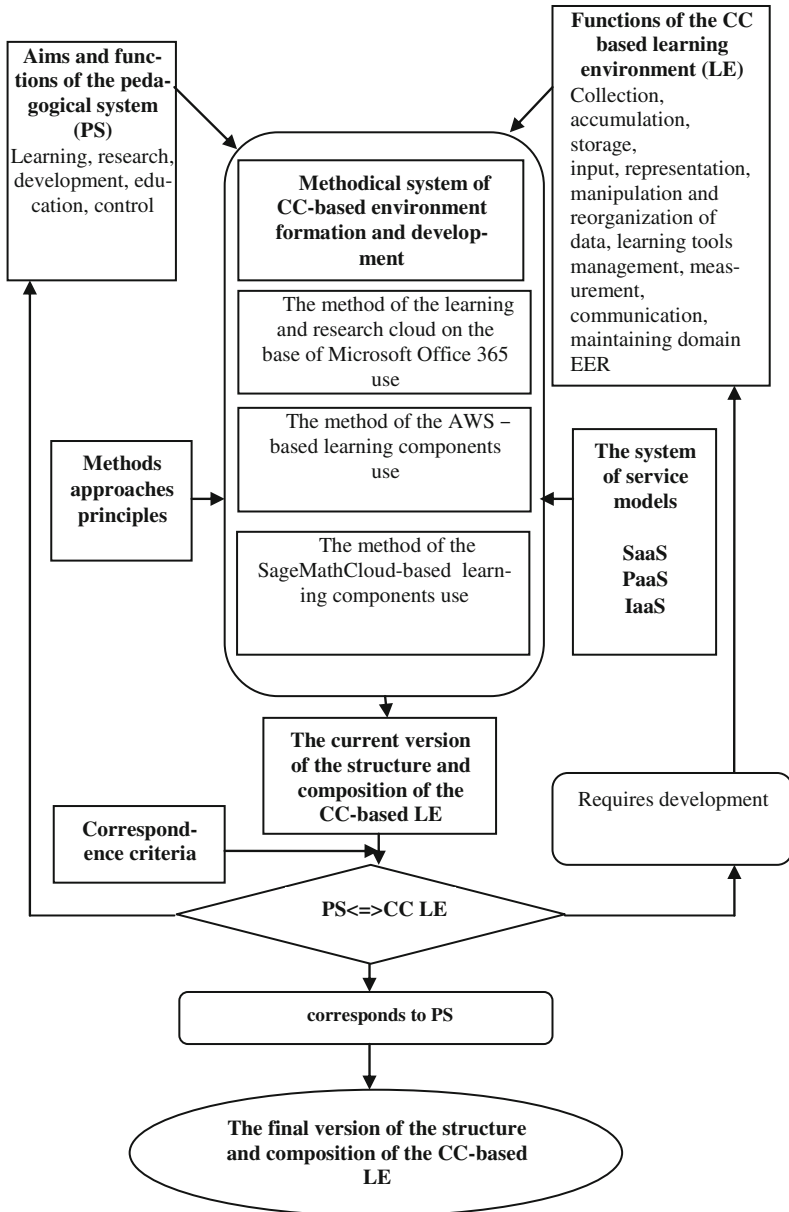 Aims and func-
tions of the peda-
gogical system
(PS)
Learning, research,
development, edu-
cation, control
Functions of the CC
based learning
environment (LE)
Collection,
accumulation,
storage,
input, representation,
manipulation and
reorganization of
data, learning tools
management, meas-
urement,
communication,
maintaining domain
EER
Methodical system of
CC-based environment
formation and develop-
ment
The method of the learning
and research cloud on the
base of Microsoft Office 365
use
The method of the AWS –
based learning components
use
The method of the
SageMathCloud-based learn-
ing components use
Methods
approaches
principles
The system
of service
models
SaaS
PaaS
IaaS
The current version
of the structure and
composition of the
CC-based LE
Requires development
Correspond-
ence criteria
PS<=>CC LE
corresponds to PS
The final version of the structure
and composition of the CC-based
LE